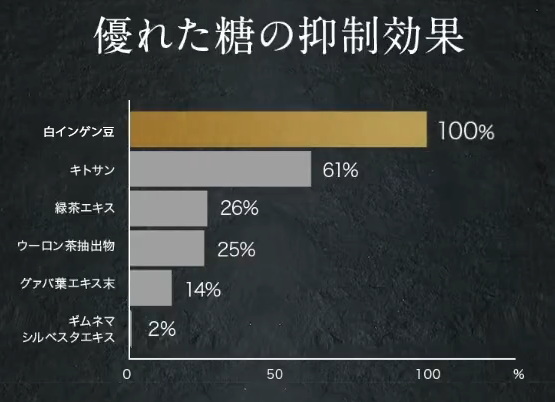 優れた糖の抑制効果
白インゲン豆 100%
キトサン 61%
緑茶エキス 26%
ウーロン茶抽出物 25%
グァバ葉エキス末 14%
ギムネマ
シルベスタエキス 2%
0 50 100 %